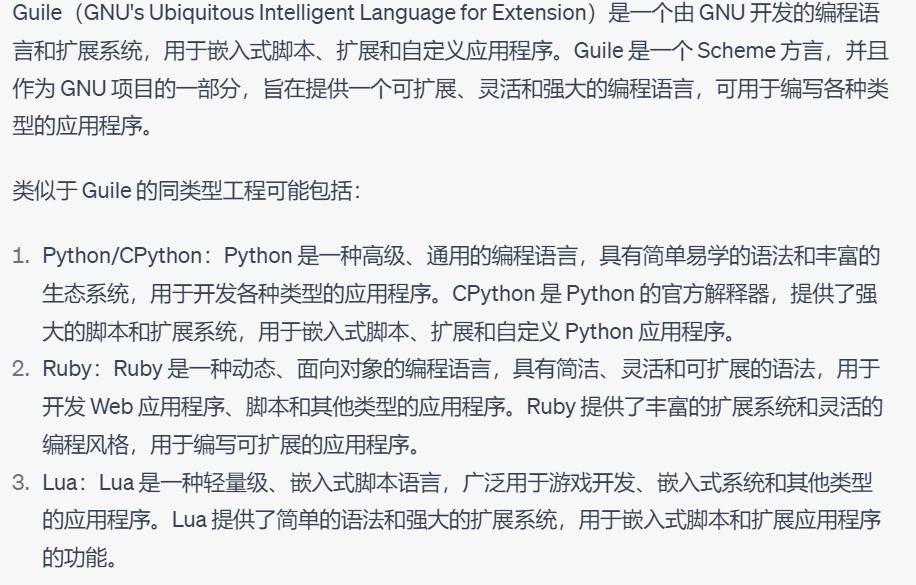 Guile（GNU's Ubiquitous Intelligent Language for Extension）是一个由 GNU 开发的编程语
言和扩展系统，用于嵌入式脚本、扩展和自定义应用程序。Guile 是一个 Scheme 方言，并且
作为 GNU 项目的一部分，旨在提供一个可扩展、灵活和强大的编程语言，可用于编写各种类
型的应用程序。
类似于 Guile 的同类型工程可能包括：
1. Python/CPython：Python 是一种高级、通用的编程语言，具有简单易学的语法和丰富的
生态系统，用于开发各种类型的应用程序。CPython 是 Python 的官方解释器，提供了强
大的脚本和扩展系统，用于嵌入式脚本、扩展和自定义 Python 应用程序。
2. Ruby：Ruby 是一种动态、面向对象的编程语言，具有简洁、灵活和可扩展的语法，用于
开发 Web 应用程序、脚本和其他类型的应用程序。Ruby 提供了丰富的扩展系统和灵活的
编程风格，用于编写可扩展的应用程序。
3. Lua：Lua 是一种轻量级、嵌入式脚本语言，广泛用于游戏开发、嵌入式系统和其他类型
的应用程序。Lua 提供了简单的语法和强大的扩展系统，用于嵌入式脚本和扩展应用程序
的功能。